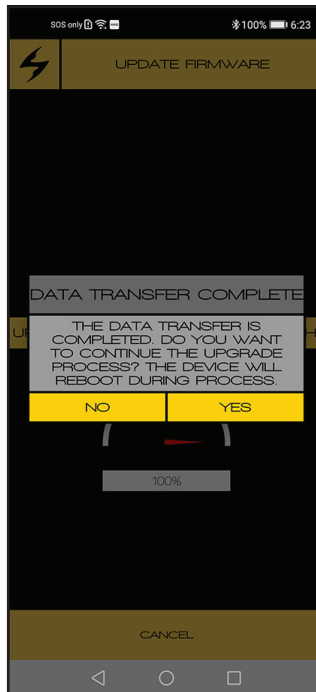 SOS only 100% 6:23
UPDATE FIRMWARE
DATA TRANSFER COMPLETE
THE DATA TRANSFER IS
COMPLETED. DO YOU WANT
TO CONTINUE THE UPGRADE
PROCESS? THE DEVICE WILL
REBOOT DURING PROCESS.
NO YES
100%
CANCEL